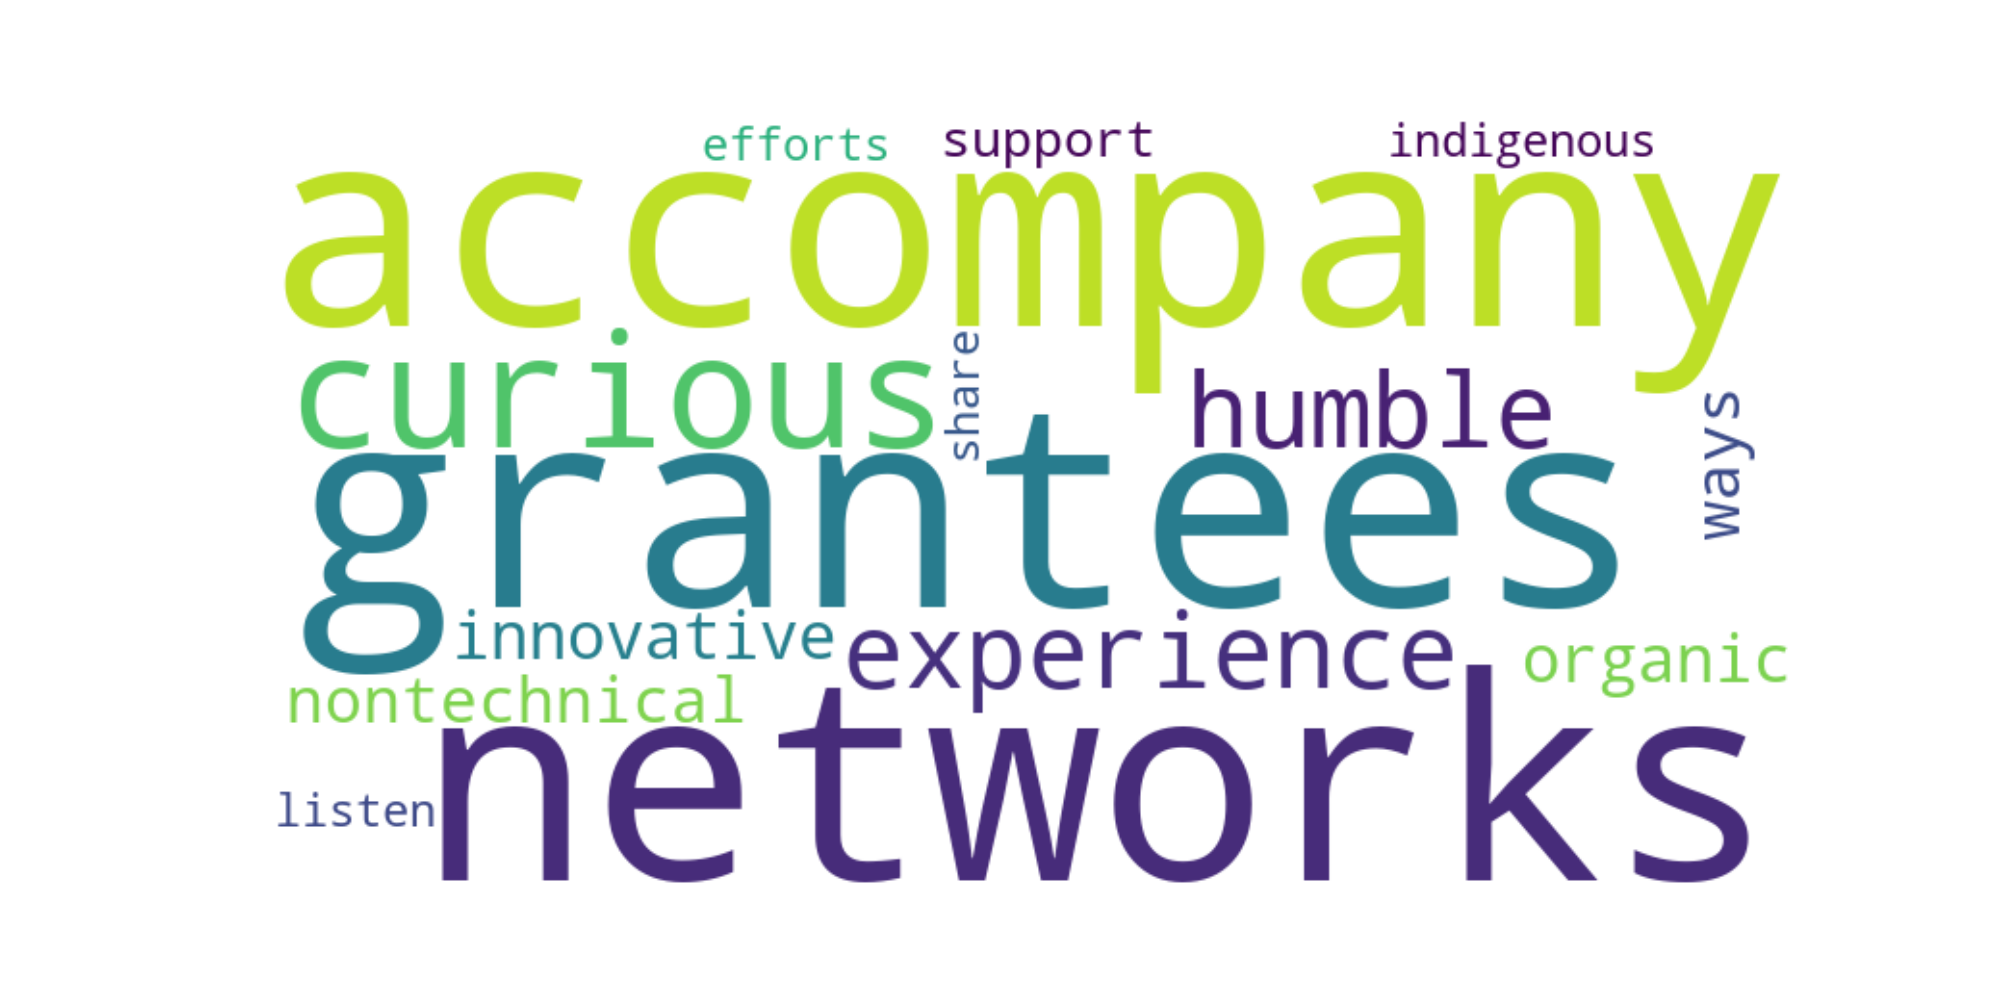 efforts
support
indigenous
accompany
curious
share
humble
ways
grantees
innovative
experience
organic
nontechnical
networks
listen